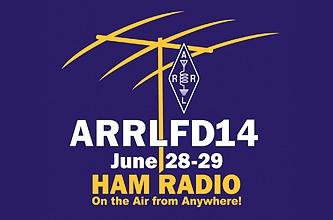 A
R R
L
ARRLFD14
June 28-29
HAM RADIO
On the Air from Anywhere!